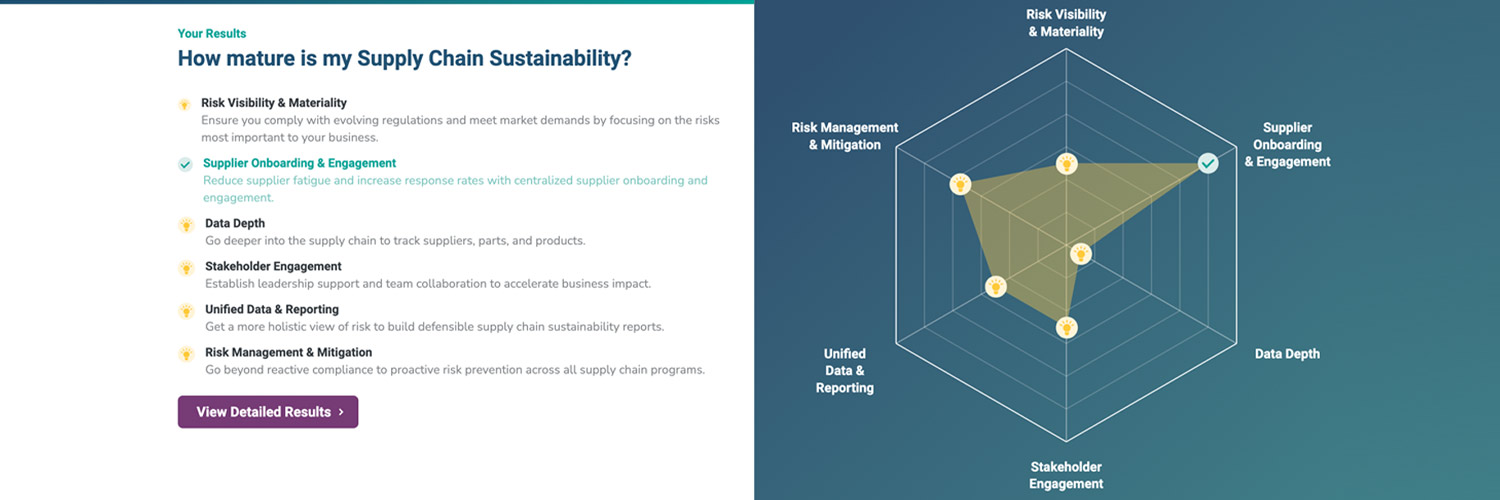 Your Results
How mature is my Supply Chain Sustainability?
Risk Visibility & Materiality
Ensure you comply with evolving regulations and meet market demands by focusing on the risks
most important to your business.
Supplier Onboarding & Engagement
Reduce supplier fatigue and increase response rates with centralized supplier onboarding and
engagement.
Data Depth
Go deeper into the supply chain to track suppliers, parts, and products.
Stakeholder Engagement
Establish leadership support and team collaboration to accelerate business impact.
Unified Data & Reporting
Get a more holistic view of risk to build defensible supply chain sustainability reports.
Risk Management & Mitigation
Go beyond reactive compliance to proactive risk prevention across all supply chain programs.
View Detailed Results
Risk Visibility
& Materiality
Risk Management
& Mitigation
Supplier
Onboarding
& Engagement
Unified
Data &
Reporting
Data Depth
Stakeholder
Engagement